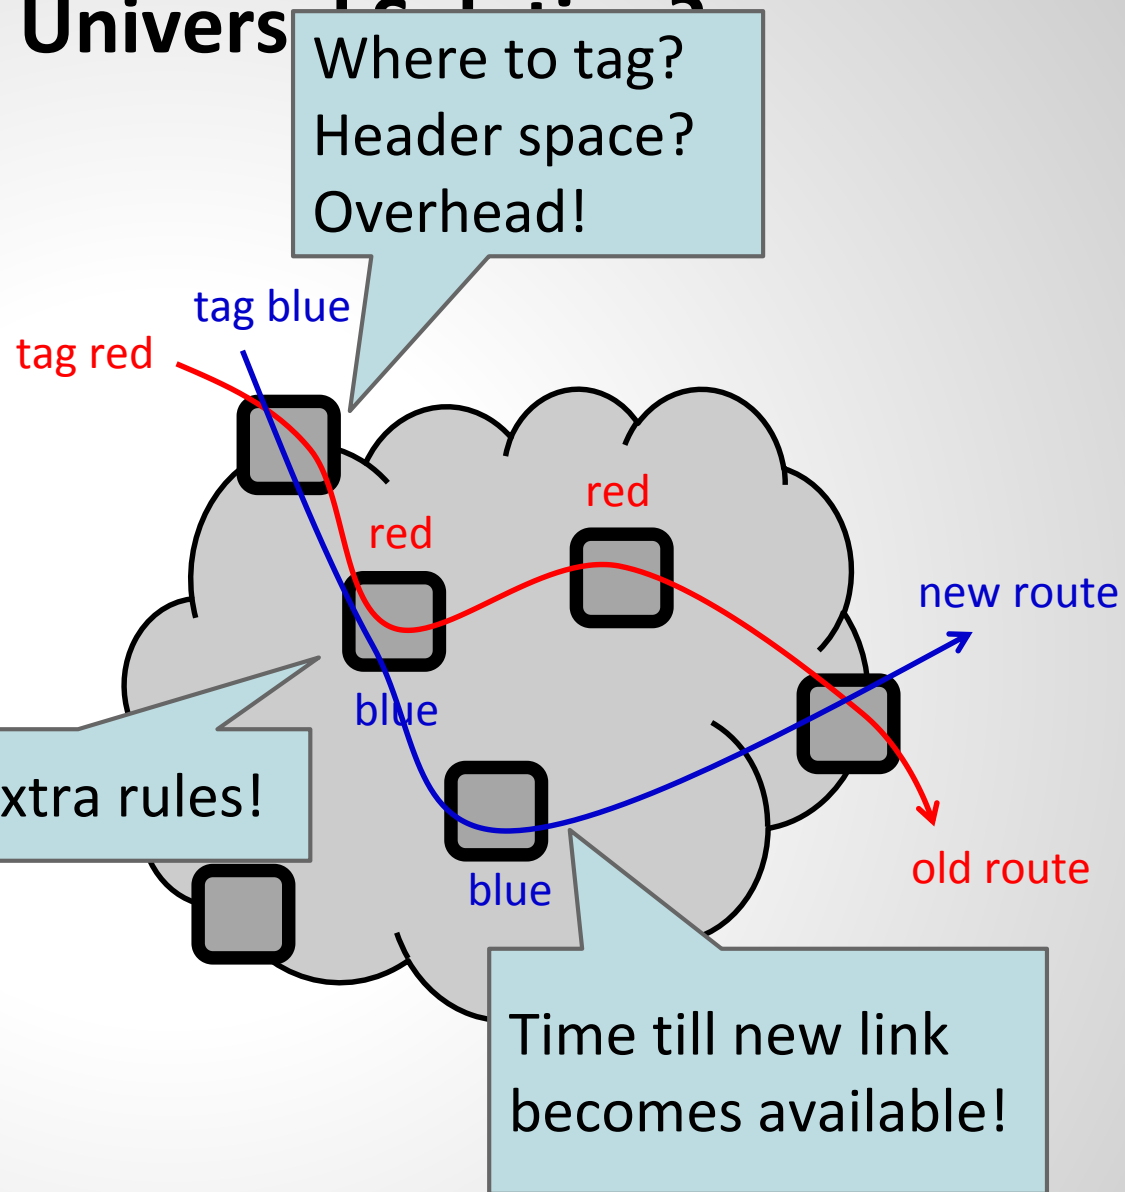 Univers
Where to tag?
Header space?
Overhead!
tag blue
tag red
red
red
new route
blue
xtra rules!
old route
blue
Time till new link
becomes available!